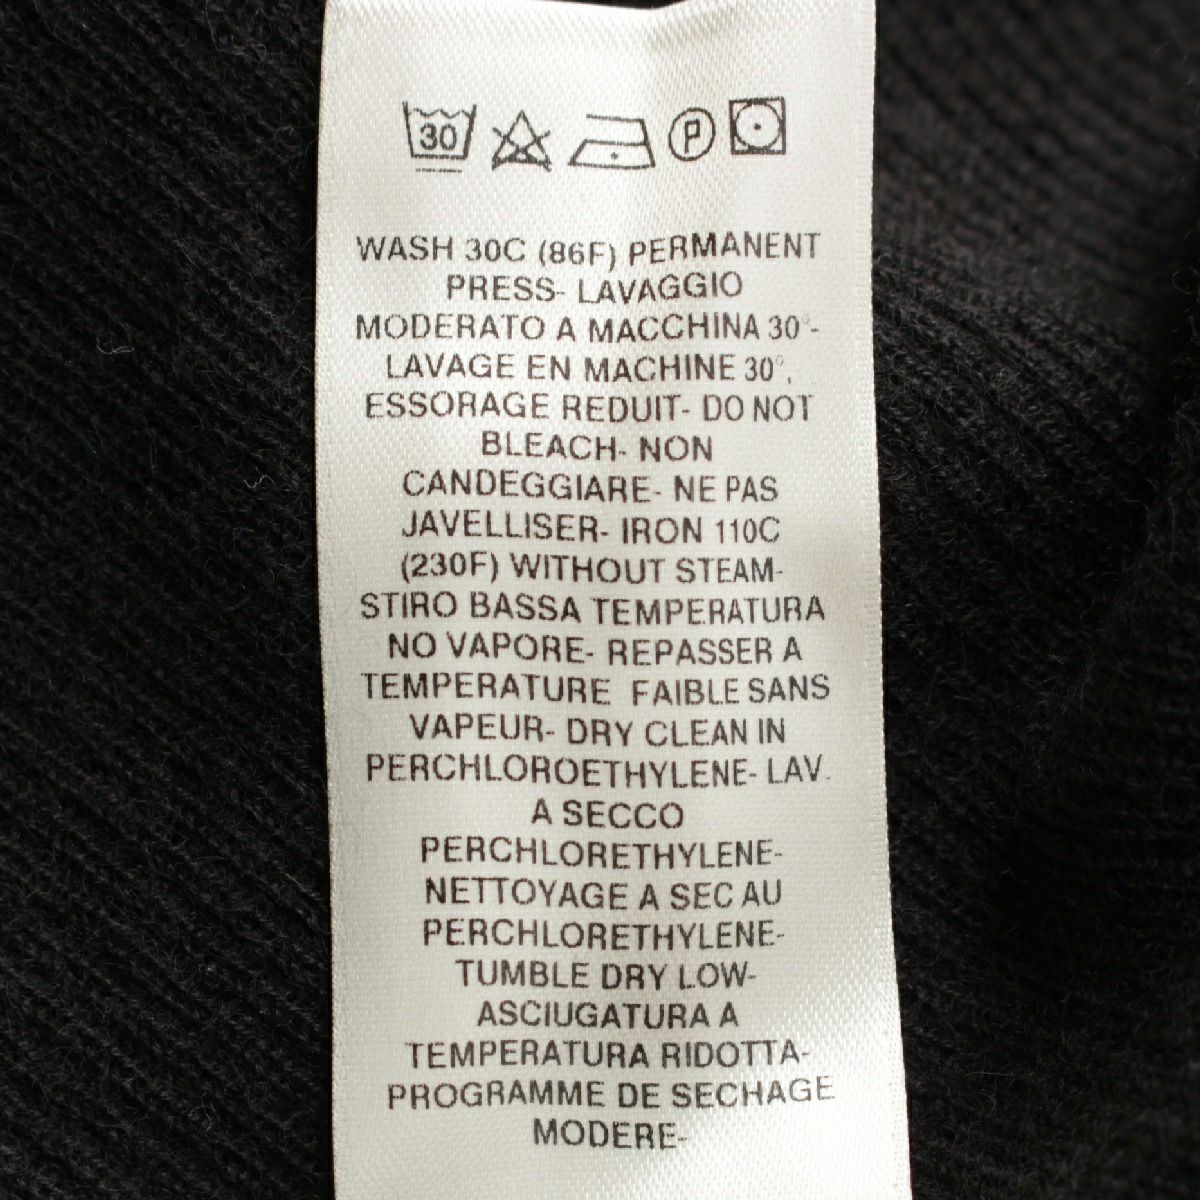 30 P
WASH 30C (86F) PERMANENT
PRESS- LAVAGGIO
MODERATO A MACCHINA 30°-
LAVAGE EN MACHINE 30°,
ESSORAGE REDUIT- DO NOT
BLEACH- NON
CANDEGGIARE- NE PAS
JAVELLISER- IRON 110C
(230F) WITHOUT STEAM-
STIRO BASSA TEMPERATURA
NO VAPORE- REPASSER A
TEMPERATURE FAIBLE SANS
VAPEUR- DRY CLEAN IN
PERCHLOROETHYLENE- LAV.
A SECCO
PERCHLORETHYLENE-
NETTOYAGE A SEC AU
PERCHLORETHYLENE-
TUMBLE DRY LOW-
ASCIUGATURA A
TEMPERATURA RIDOTTA-
PROGRAMME DE SECHAGE
MODERE-